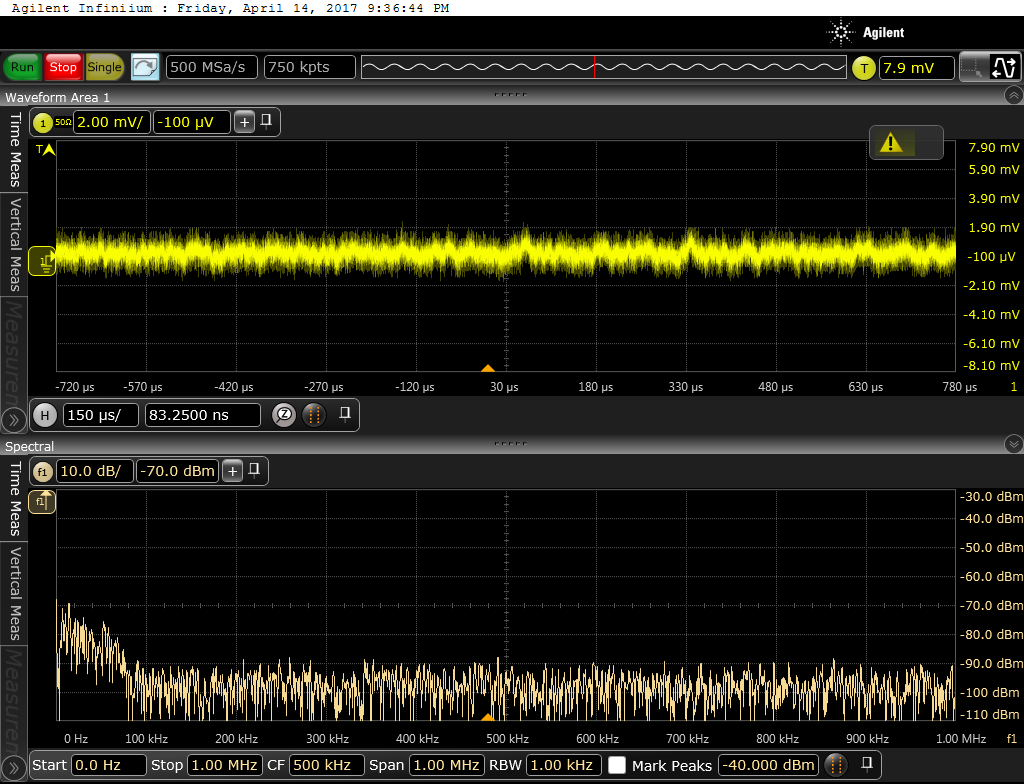 Agilent Infiniium : Friday, April 14, 2017 9:36:44 PM
Agilent
Run Stop Single 500 MSa/s 750 kpts T 7.9 mV
Waveform Area 1
1 50Ω 2.00 mV/ -100 µV +
T
Time Meas
Vertical Meas
7.90 mV
5.90 mV
3.90 mV
1.90 mV
-100 µV
-2.10 mV
-4.10 mV
-6.10 mV
-8.10 mV
-720 µs -570 µs -420 µs -270 µs -120 µs 30 µs 180 µs 330 µs 480 µs 630 µs 780 µs 1
H 150 µs/ 83.2500 ns Z
Spectral
f1 10.0 dB/ -70.0 dBm +
f1
Time Meas
Vertical Meas
-30.0 dBm
-40.0 dBm
-50.0 dBm
-60.0 dBm
-70.0 dBm
-80.0 dBm
-90.0 dBm
-100 dBm
-110 dBm
0 Hz 100 kHz 200 kHz 300 kHz 400 kHz 500 kHz 600 kHz 700 kHz 800 kHz 900 kHz 1.00 MHz f1
Start 0.0 Hz Stop 1.00 MHz CF 500 kHz Span 1.00 MHz RBW 1.00 kHz Mark Peaks -40.000 dBm